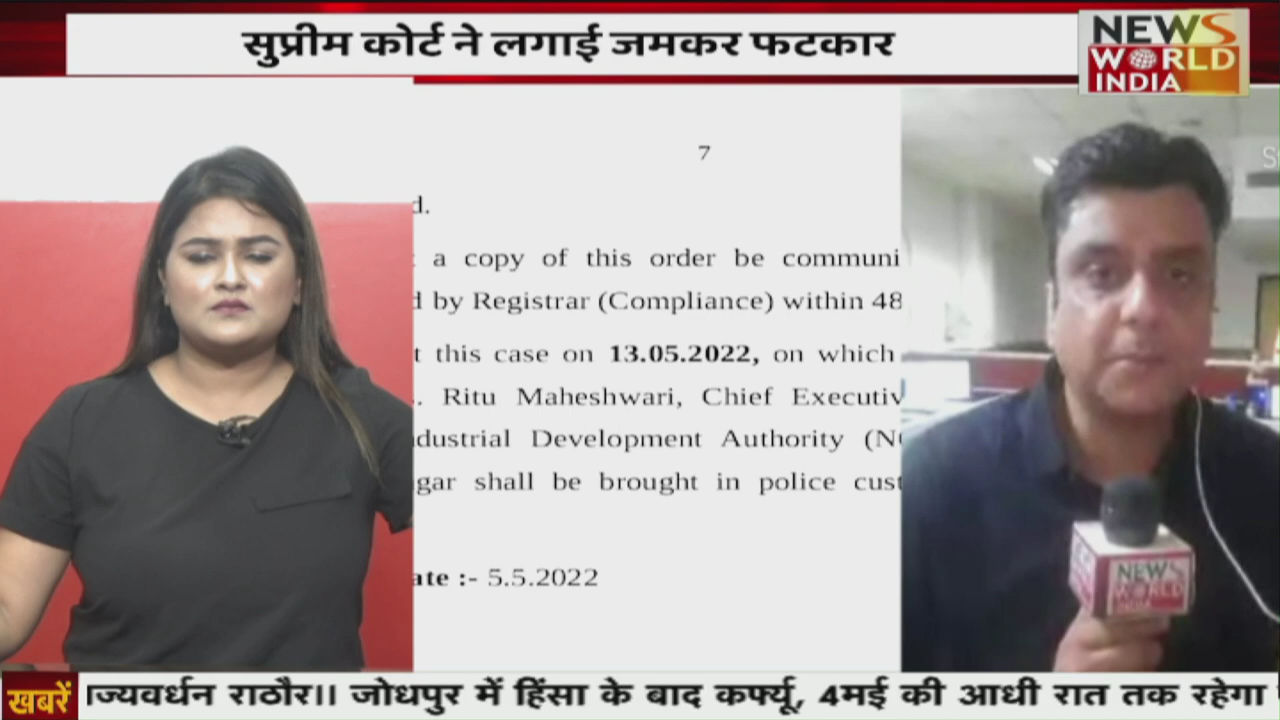 सुप्रीम कोर्ट ने लगाई जमकर फटकार
NEWS
WORLD
INDIA
7
d.
a copy of this order be communi
d by Registrar (Compliance) within 48
t this case on 13.05.2022, on which
. Ritu Maheshwari, Chief Executiv
dustrial Development Authority (N
gar shall be brought in police cust
ate :- 5.5.2022
NEWS
WORLD
INDIA
खबरें
ज्यवर्धन राठौर।। जोधपुर में हिंसा के बाद कर्फ्यू, 4मई की आधी रात तक रहेगा